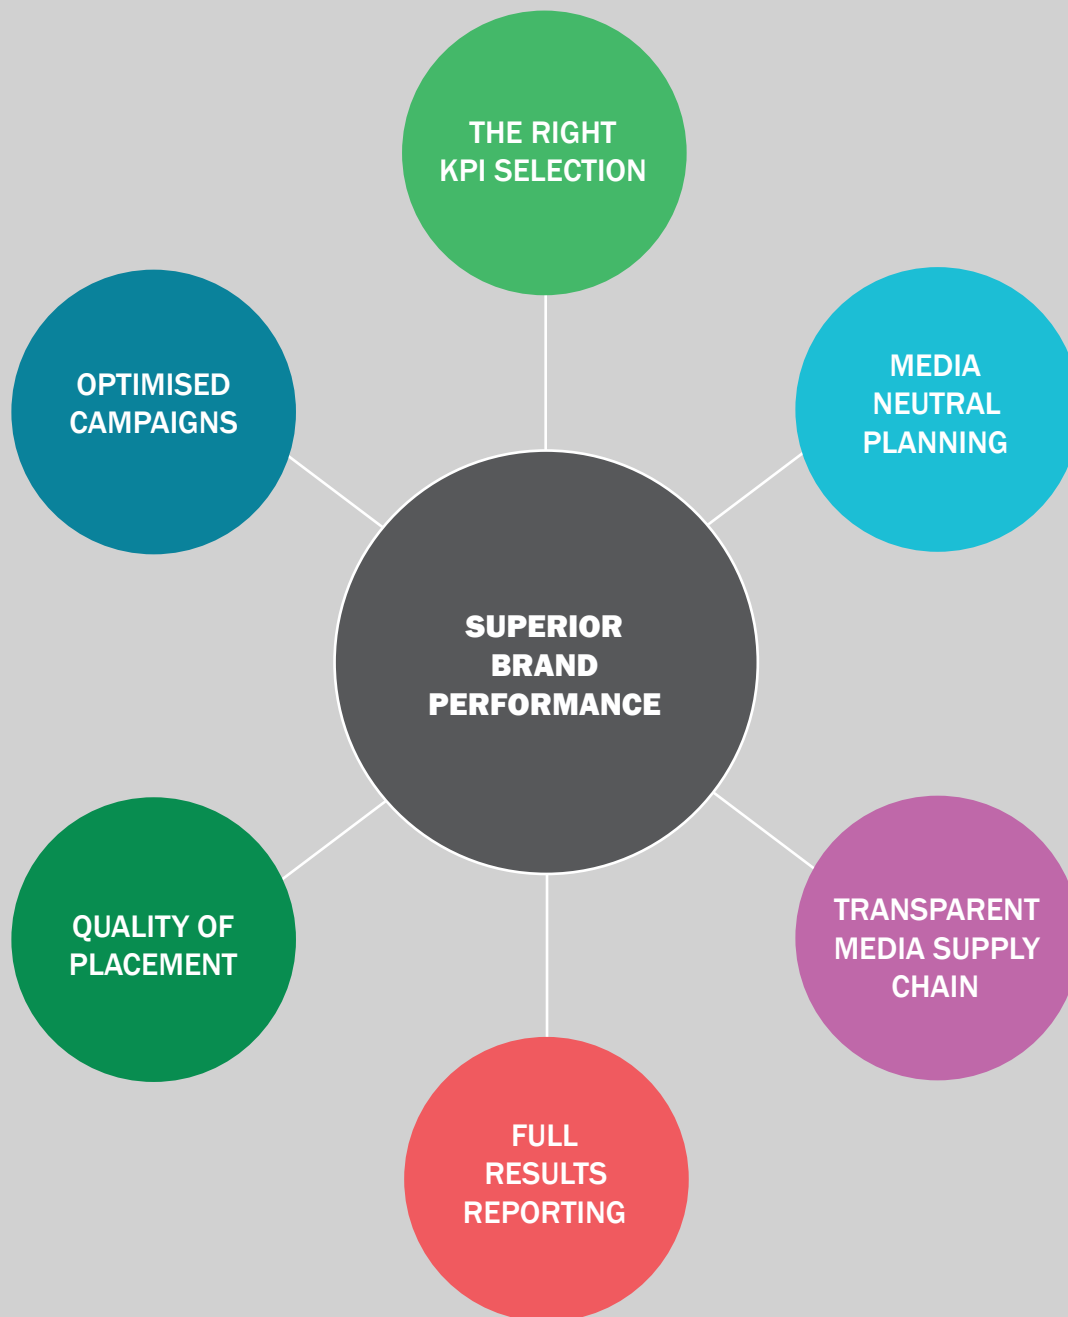 THE RIGHT
KPI SELECTION
MEDIA
NEUTRAL
PLANNING
OPTIMISED
CAMPAIGNS
SUPERIOR
BRAND
PERFORMANCE
TRANSPARENT
MEDIA SUPPLY
CHAIN
QUALITY OF
PLACEMENT
FULL
RESULTS
REPORTING